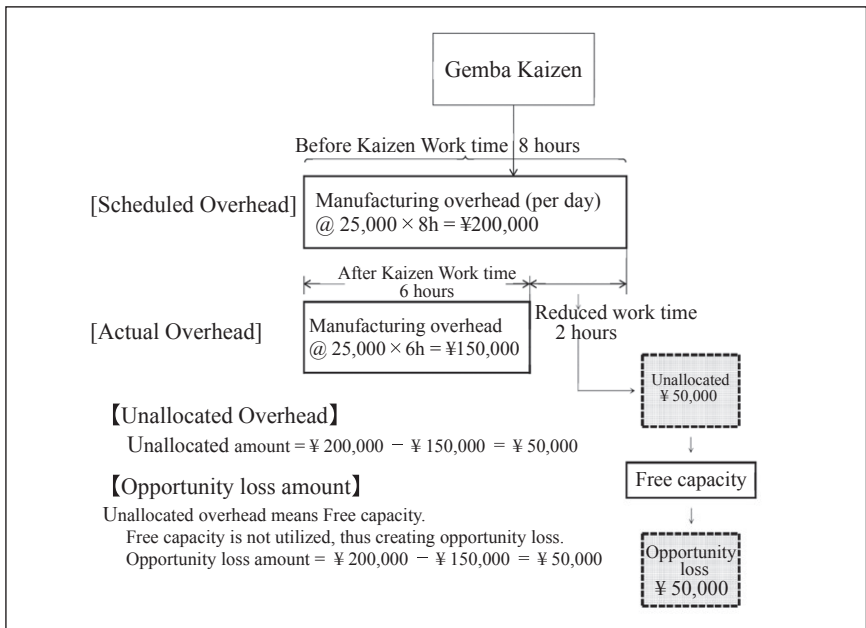 Gemba Kaizen
Before Kaizen Work time 8 hours
[Scheduled Overhead]
Manufacturing overhead (per day)
@ 25,000 × 8h = ¥200,000
After Kaizen Work time
6 hours
Reduced work time
2 hours
[Actual Overhead]
Manufacturing overhead
@ 25,000 × 6h = ¥150,000
Unallocated
¥ 50,000
【Unallocated Overhead】
Unallocated amount = ¥ 200,000 − ¥ 150,000 = ¥ 50,000
Free capacity
【Opportunity loss amount】
Unallocated overhead means Free capacity.
Free capacity is not utilized, thus creating opportunity loss.
Opportunity loss amount = ¥ 200,000 − ¥ 150,000 = ¥ 50,000
Opportunity
loss
¥ 50,000